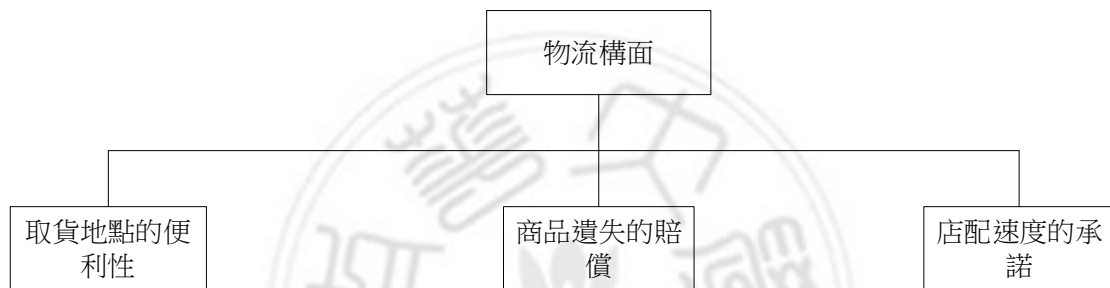 物流構面
取貨地點的便
利性
商品遺失的賠
償
店配速度的承
諾